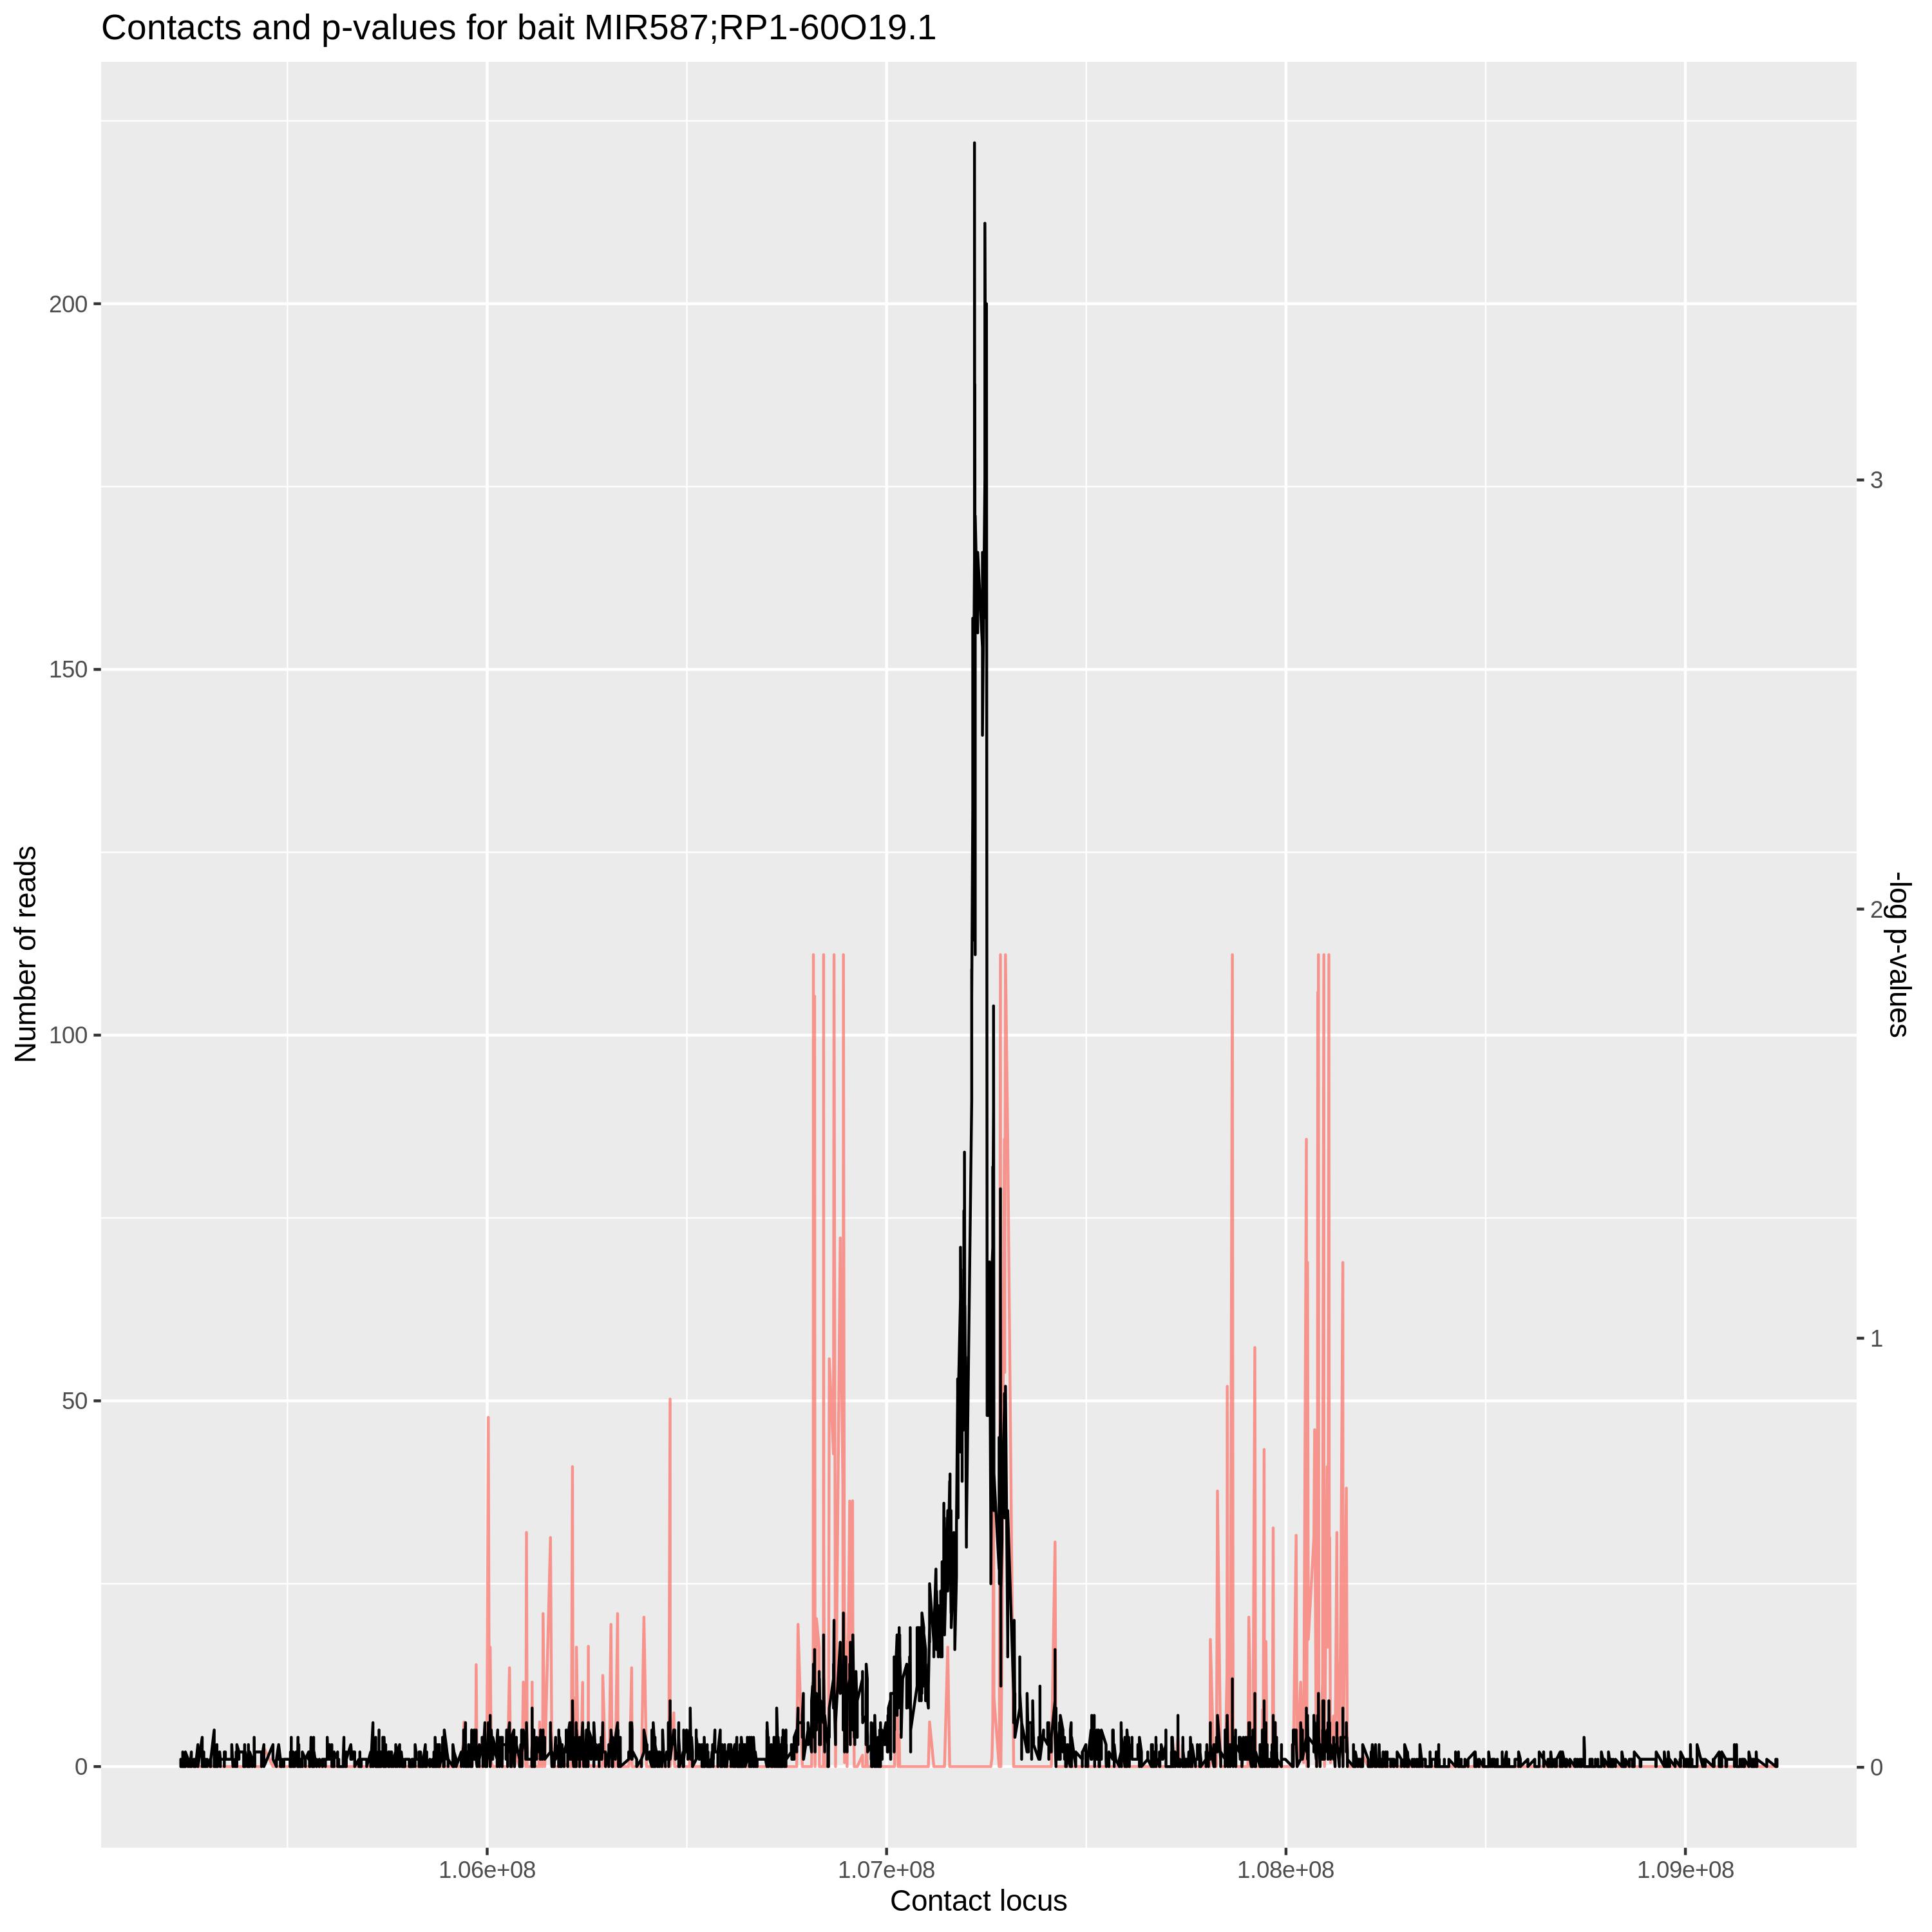 Contacts and p-values for bait MIR587;RP1-60O19.1
200
150
100
50
0
Number of reads
3
2
1
0
-log p-values
1.06e+08 1.07e+08 1.08e+08 1.09e+08
Contact locus